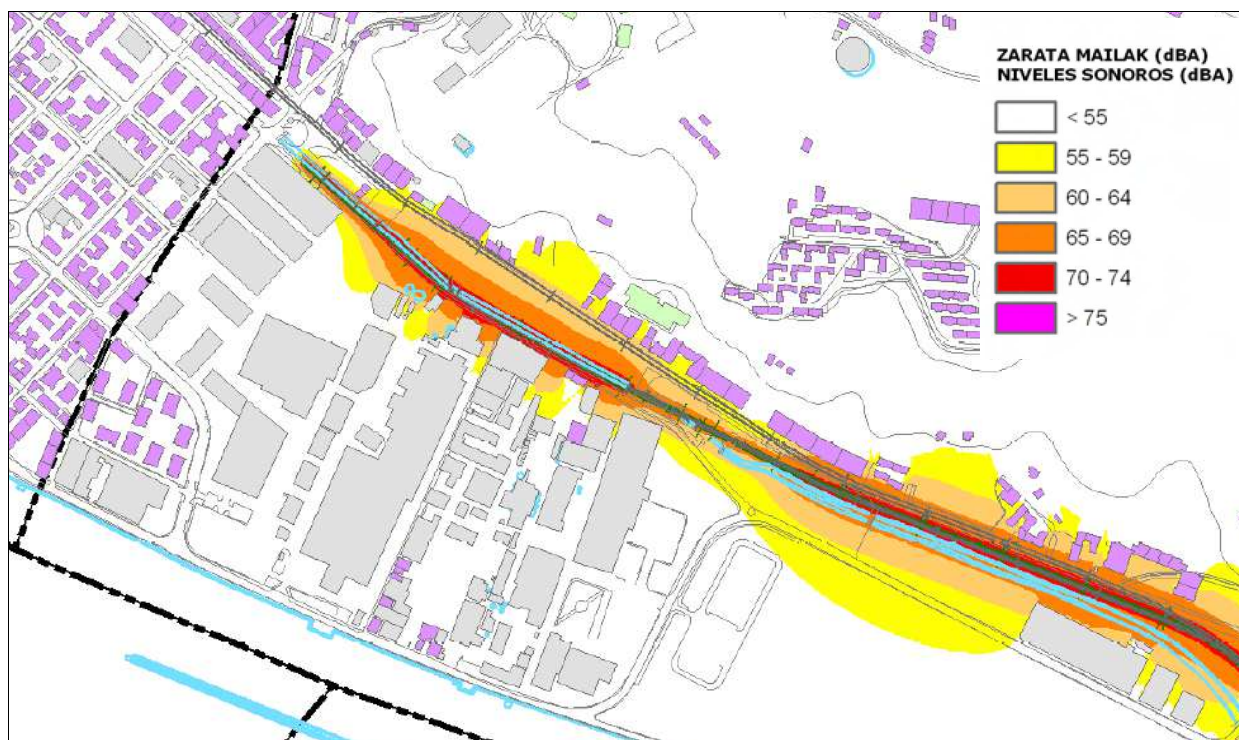 ZARATA MAILAK (dBA)
NIVELES SONOROS (dBA)
< 55
55 - 59
60 - 64
65 - 69
70 - 74
> 75